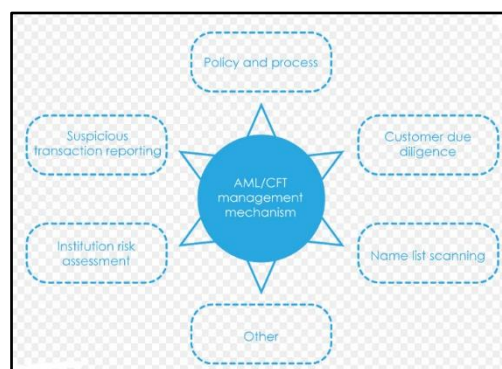 Policy and process
Suspicious
transaction reporting
Customer due
diligence
AML/CFT
management
mechanism
Institution risk
assessment
Name list scanning
Other